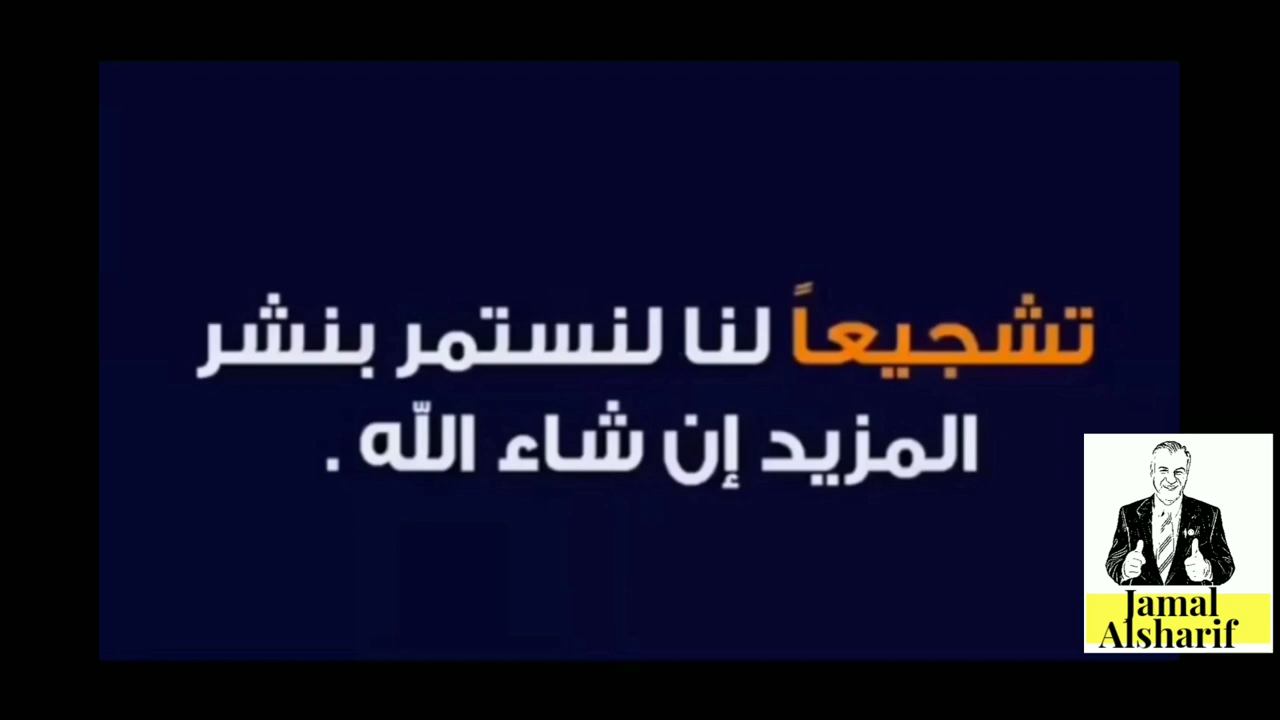 تشجيعاً لنا لنستمر بنشر
المزيد إن شاء الله .
Jamal
Alsharif